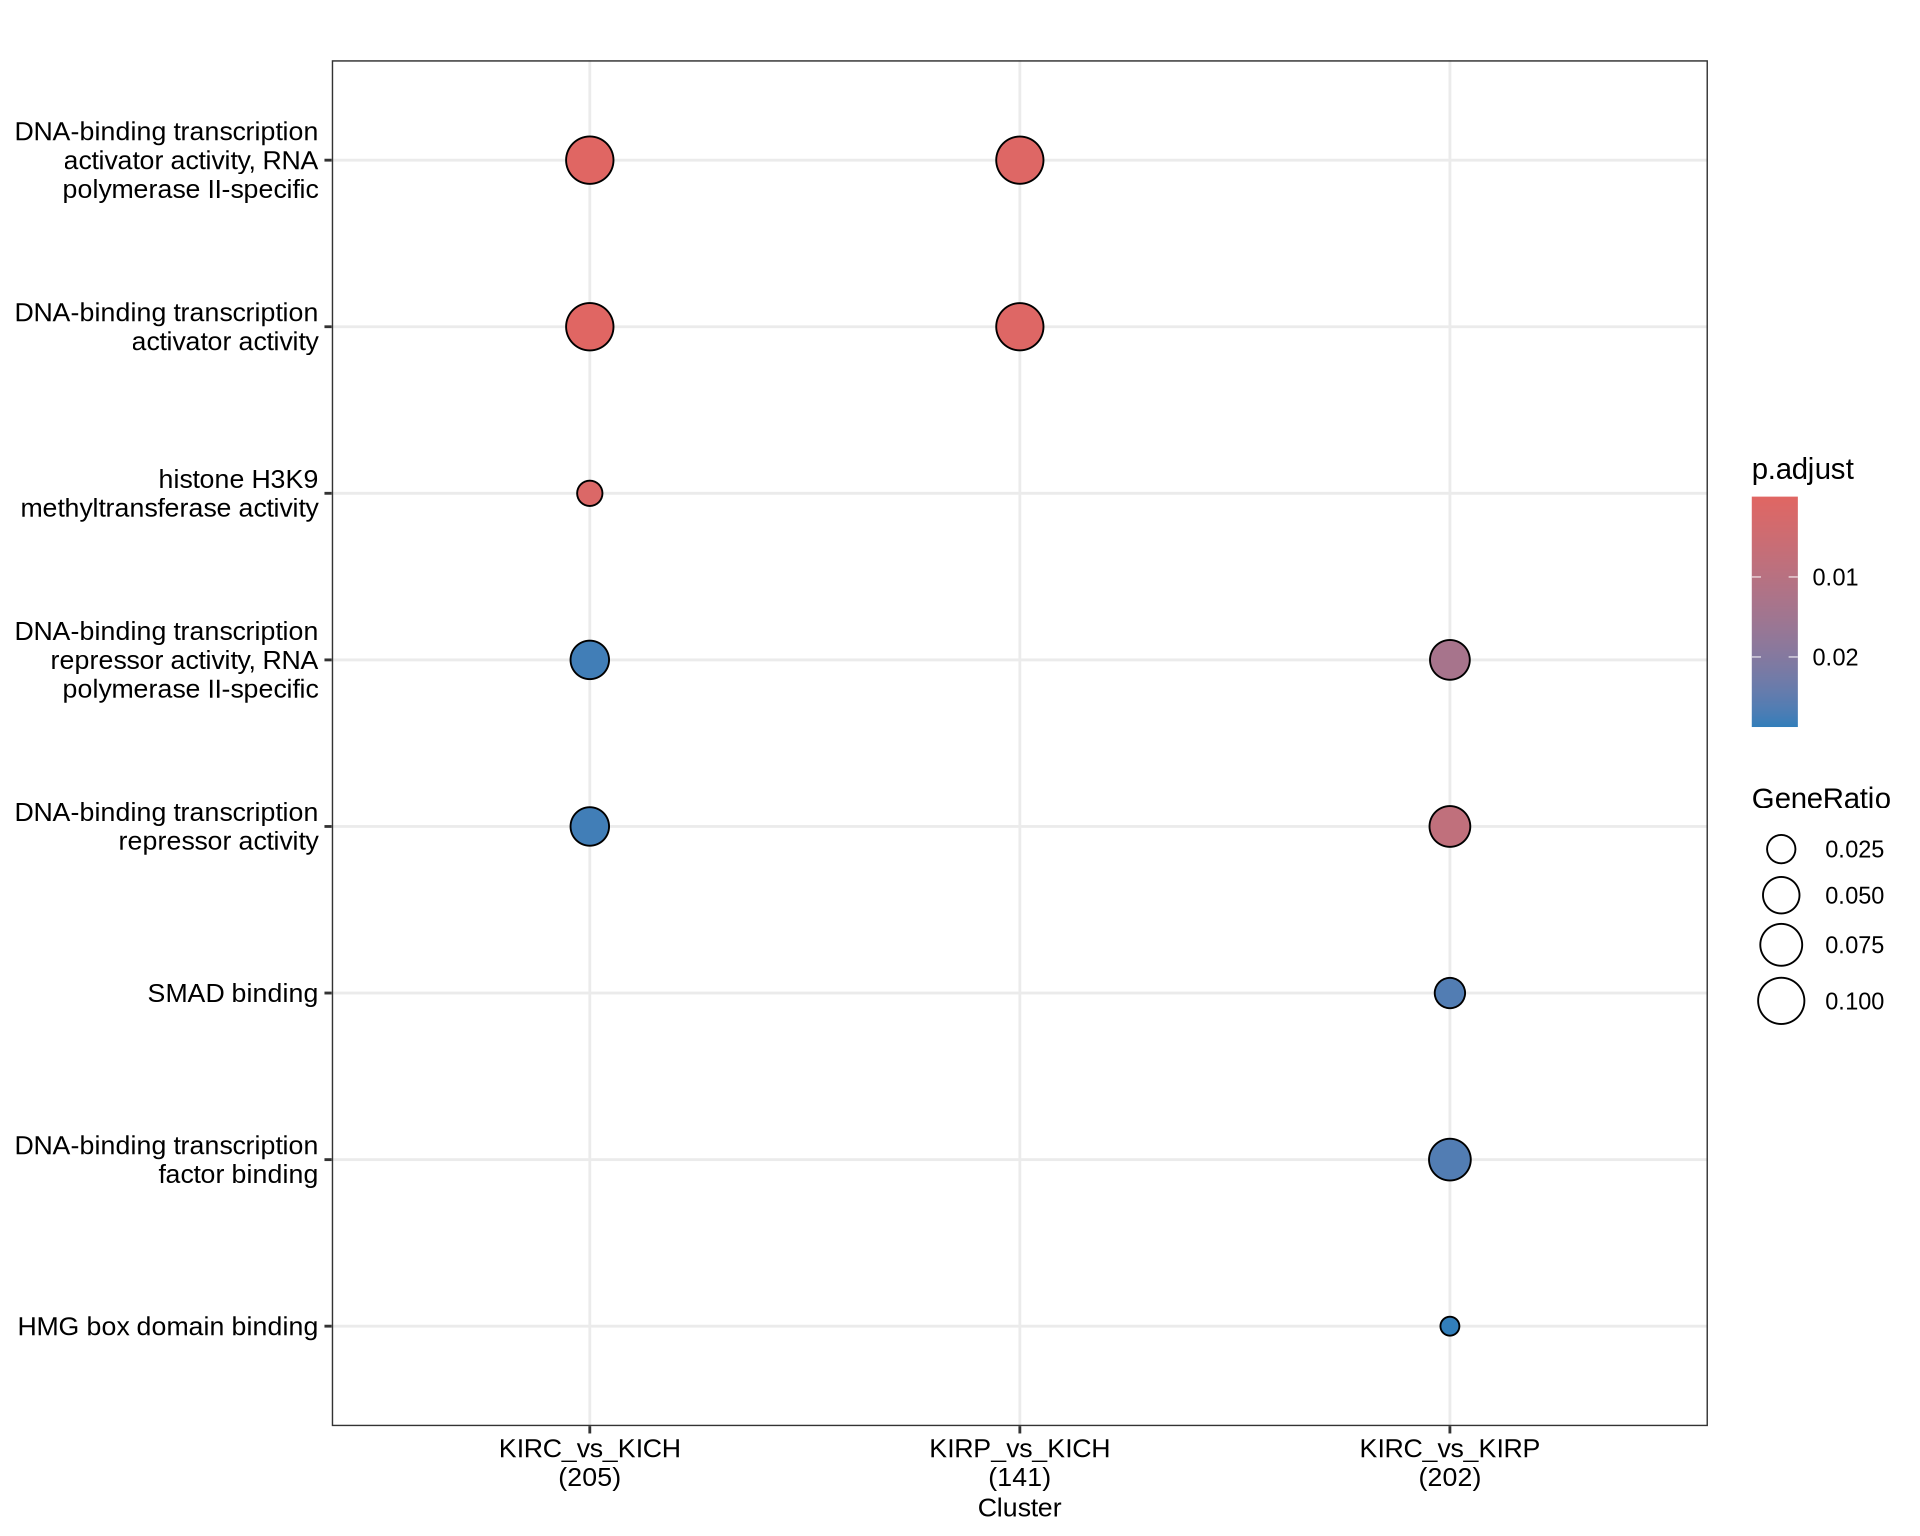 DNA-binding transcription
activator activity, RNA
polymerase II-specific
DNA-binding transcription
activator activity
histone H3K9
methyltransferase activity
DNA-binding transcription
repressor activity, RNA
polymerase II-specific
DNA-binding transcription
repressor activity
SMAD binding
DNA-binding transcription
factor binding
HMG box domain binding
KIRC_vs_KICH
(205)
KIRP_vs_KICH
(141)
KIRC_vs_KIRP
(202)
Cluster
p.adjust
0.01
0.02
GeneRatio
0.025
0.050
0.075
0.100